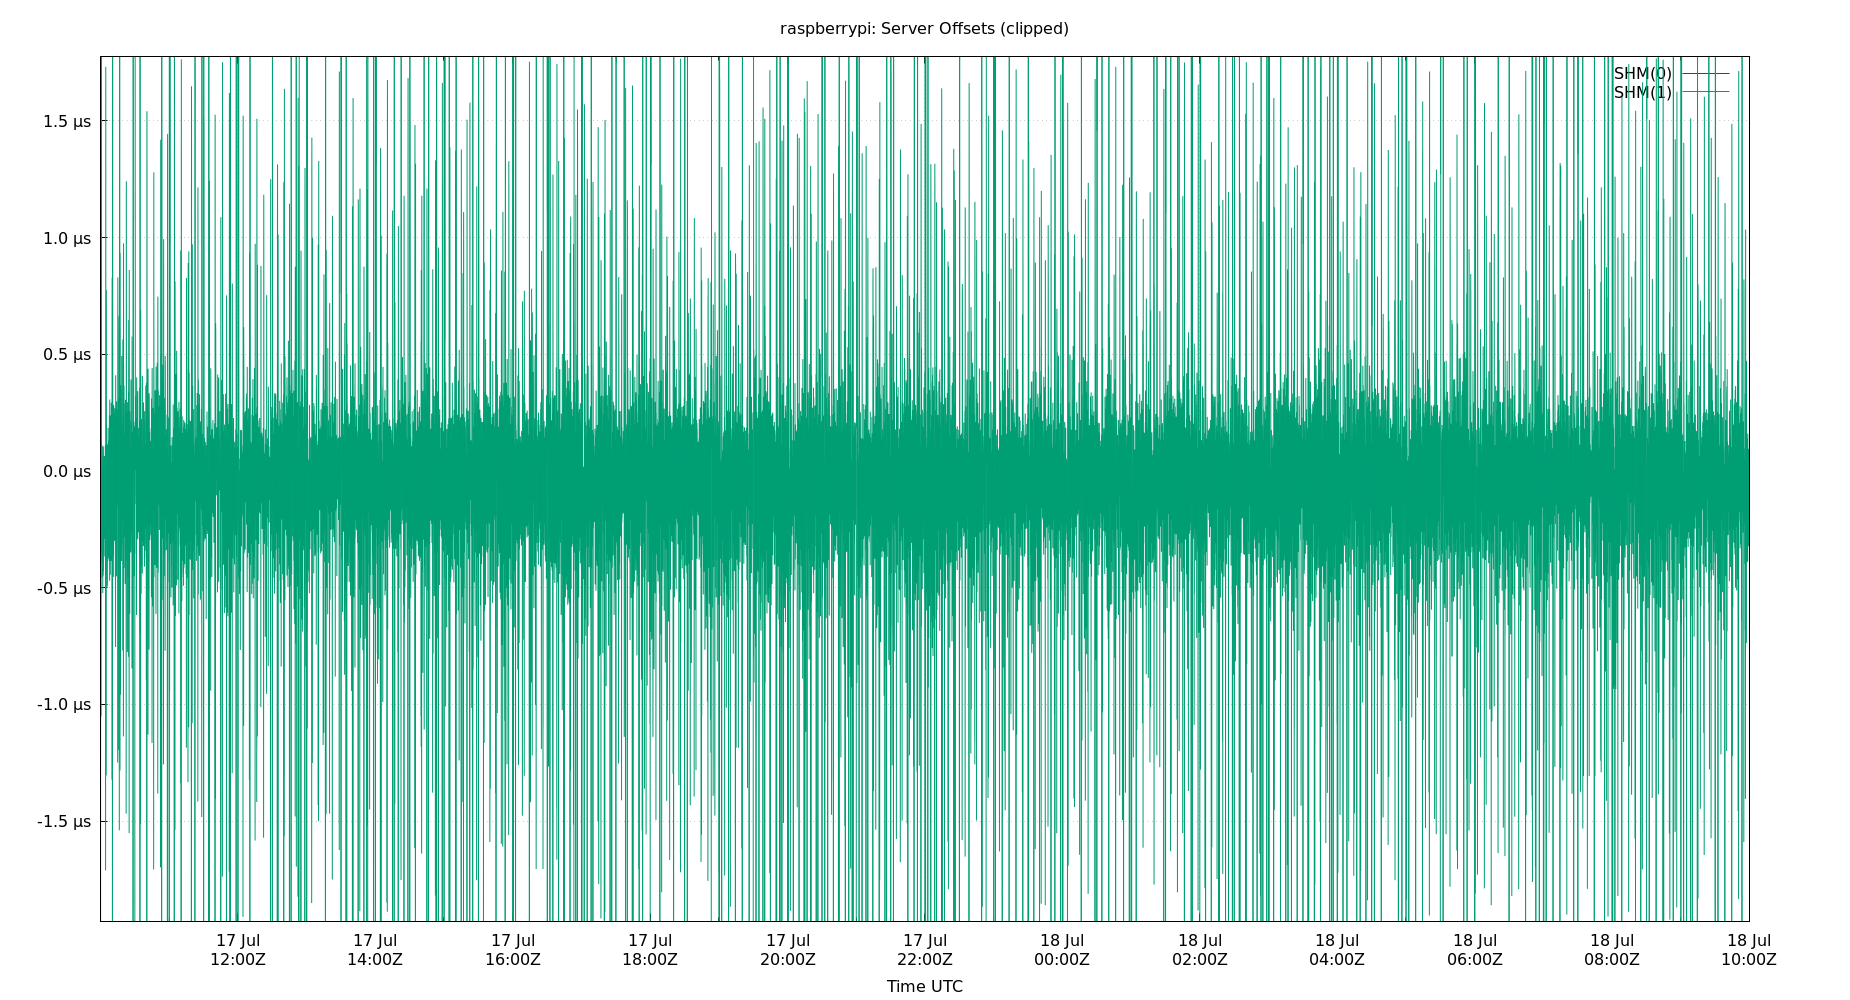 raspberrypi: Server Offsets (clipped)
SHM(0)
SHM(1)
1.5 µs
1.0 µs
0.5 µs
0.0 µs
-0.5 µs
-1.0 µs
-1.5 µs
17 Jul 17 Jul 17 Jul 17 Jul 17 Jul 17 Jul 18 Jul 18 Jul 18 Jul 18 Jul 18 Jul 18 Jul
12:00Z 14:00Z 16:00Z 18:00Z 20:00Z 22:00Z 00:00Z 02:00Z 04:00Z 06:00Z 08:00Z 10:00Z
Time UTC